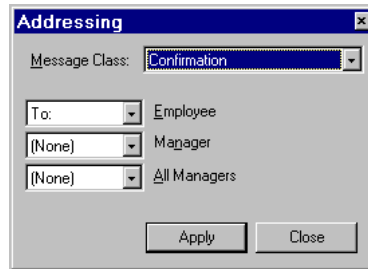 Addressing
Message Class: Confirmation
To: Employee
(None) Manager
(None) All Managers
Apply Close